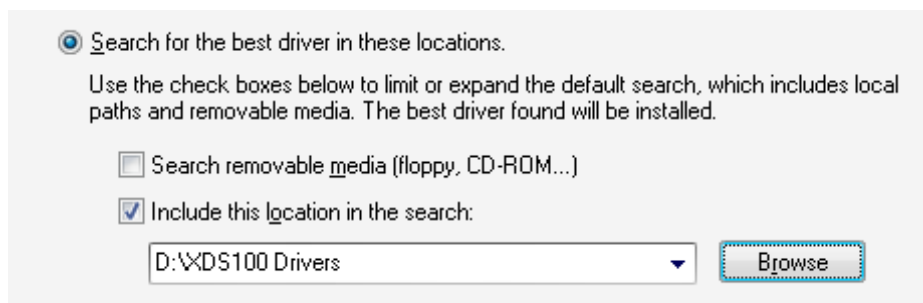 Search for the best driver in these locations.
Use the check boxes below to limit or expand the default search, which includes local
paths and removable media. The best driver found will be installed.
Search removable media (floppy, CD-ROM...)
Include this location in the search:
D:\XDS100 Drivers
Browse